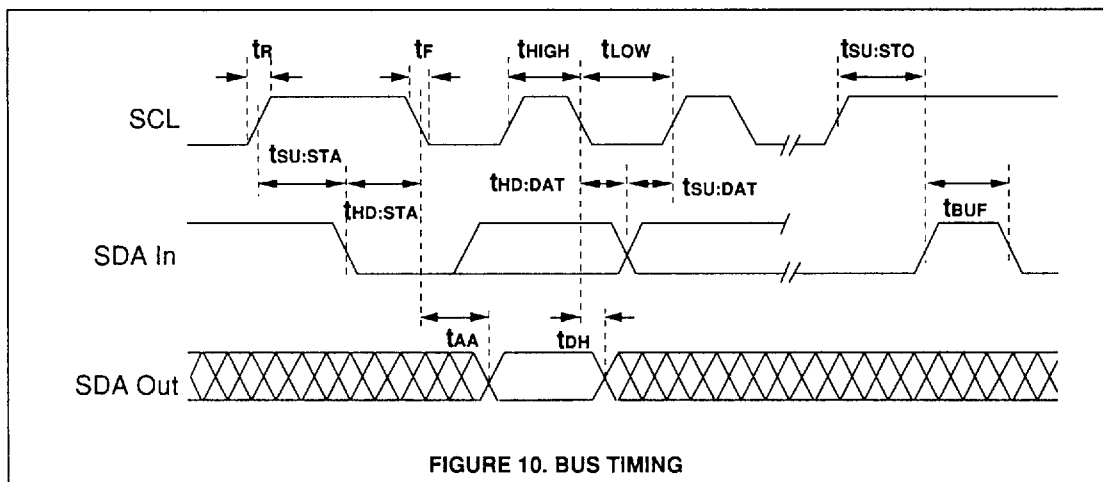 tR tF tHIGH tLOW tSU:STO
SCL
tSU:STA tHD:STA tHD:DAT tSU:DAT tBUF
SDA In
tAA tDH
SDA Out
FIGURE 10. BUS TIMING